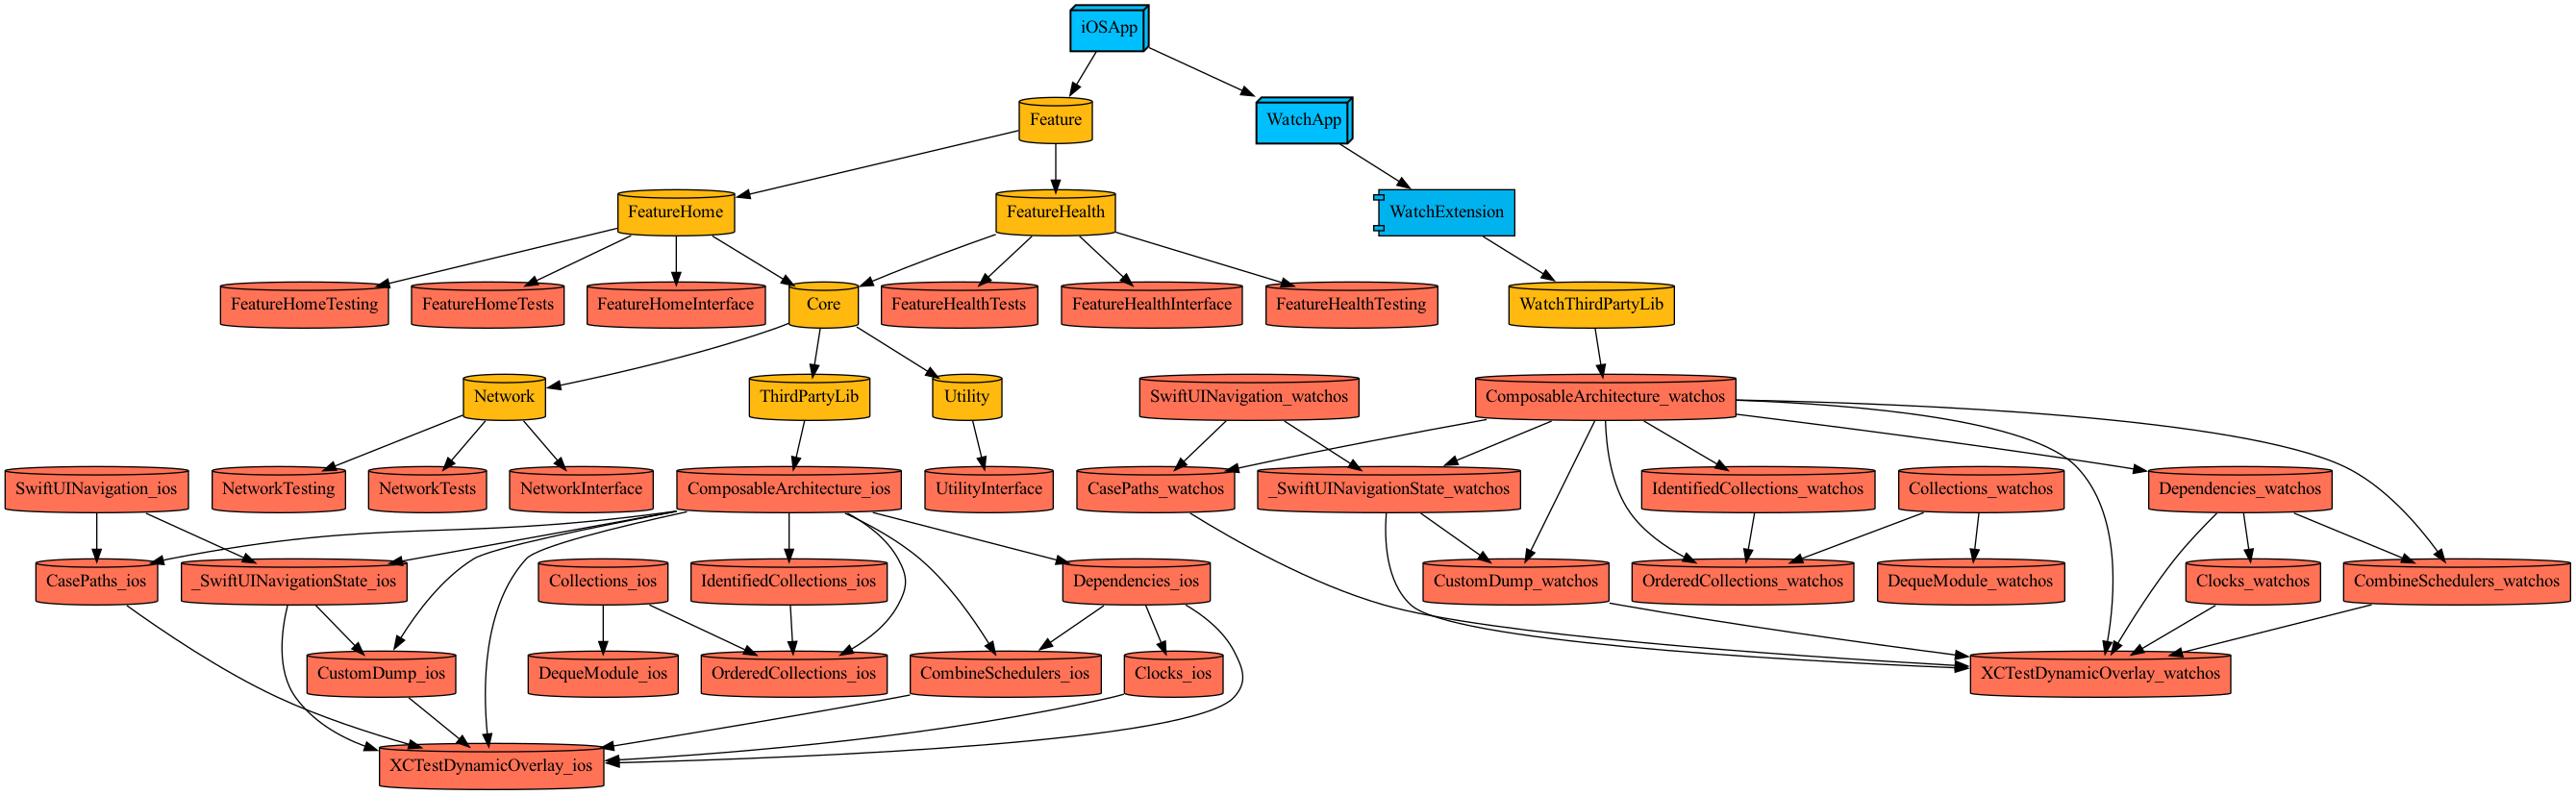 iOSApp
Feature
WatchApp
FeatureHome
FeatureHealth
WatchExtension
FeatureHomeTesting
FeatureHomeTests
FeatureHomeInterface
Core
FeatureHealthTests
FeatureHealthInterface
FeatureHealthTesting
WatchThirdPartyLib
Network
ThirdPartyLib
Utility
SwiftUINavigation_watchos
ComposableArchitecture_watchos
SwiftUINavigation_ios
NetworkTesting
NetworkTests
NetworkInterface
ComposableArchitecture_ios
UtilityInterface
CasePaths_watchos
_SwiftUINavigationState_watchos
IdentifiedCollections_watchos
Collections_watchos
Dependencies_watchos
CasePaths_ios
_SwiftUINavigationState_ios
Collections_ios
IdentifiedCollections_ios
Dependencies_ios
CustomDump_watchos
OrderedCollections_watchos
DequeModule_watchos
Clocks_watchos
CombineSchedulers_watchos
CustomDump_ios
DequeModule_ios
OrderedCollections_ios
CombineSchedulers_ios
Clocks_ios
XCTestDynamicOverlay_watchos
XCTestDynamicOverlay_ios